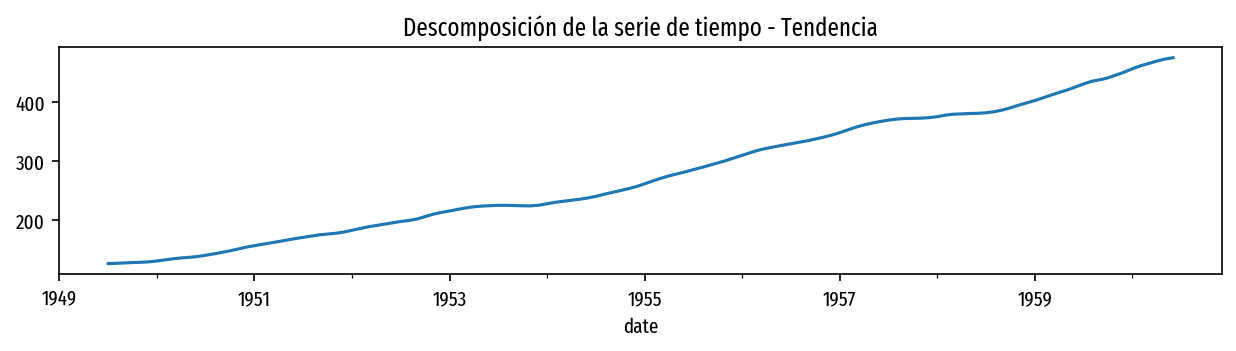 Descomposición de la serie de tiempo - Tendencia
400
300
200
1949 1951 1953 1955 1957 1959
date